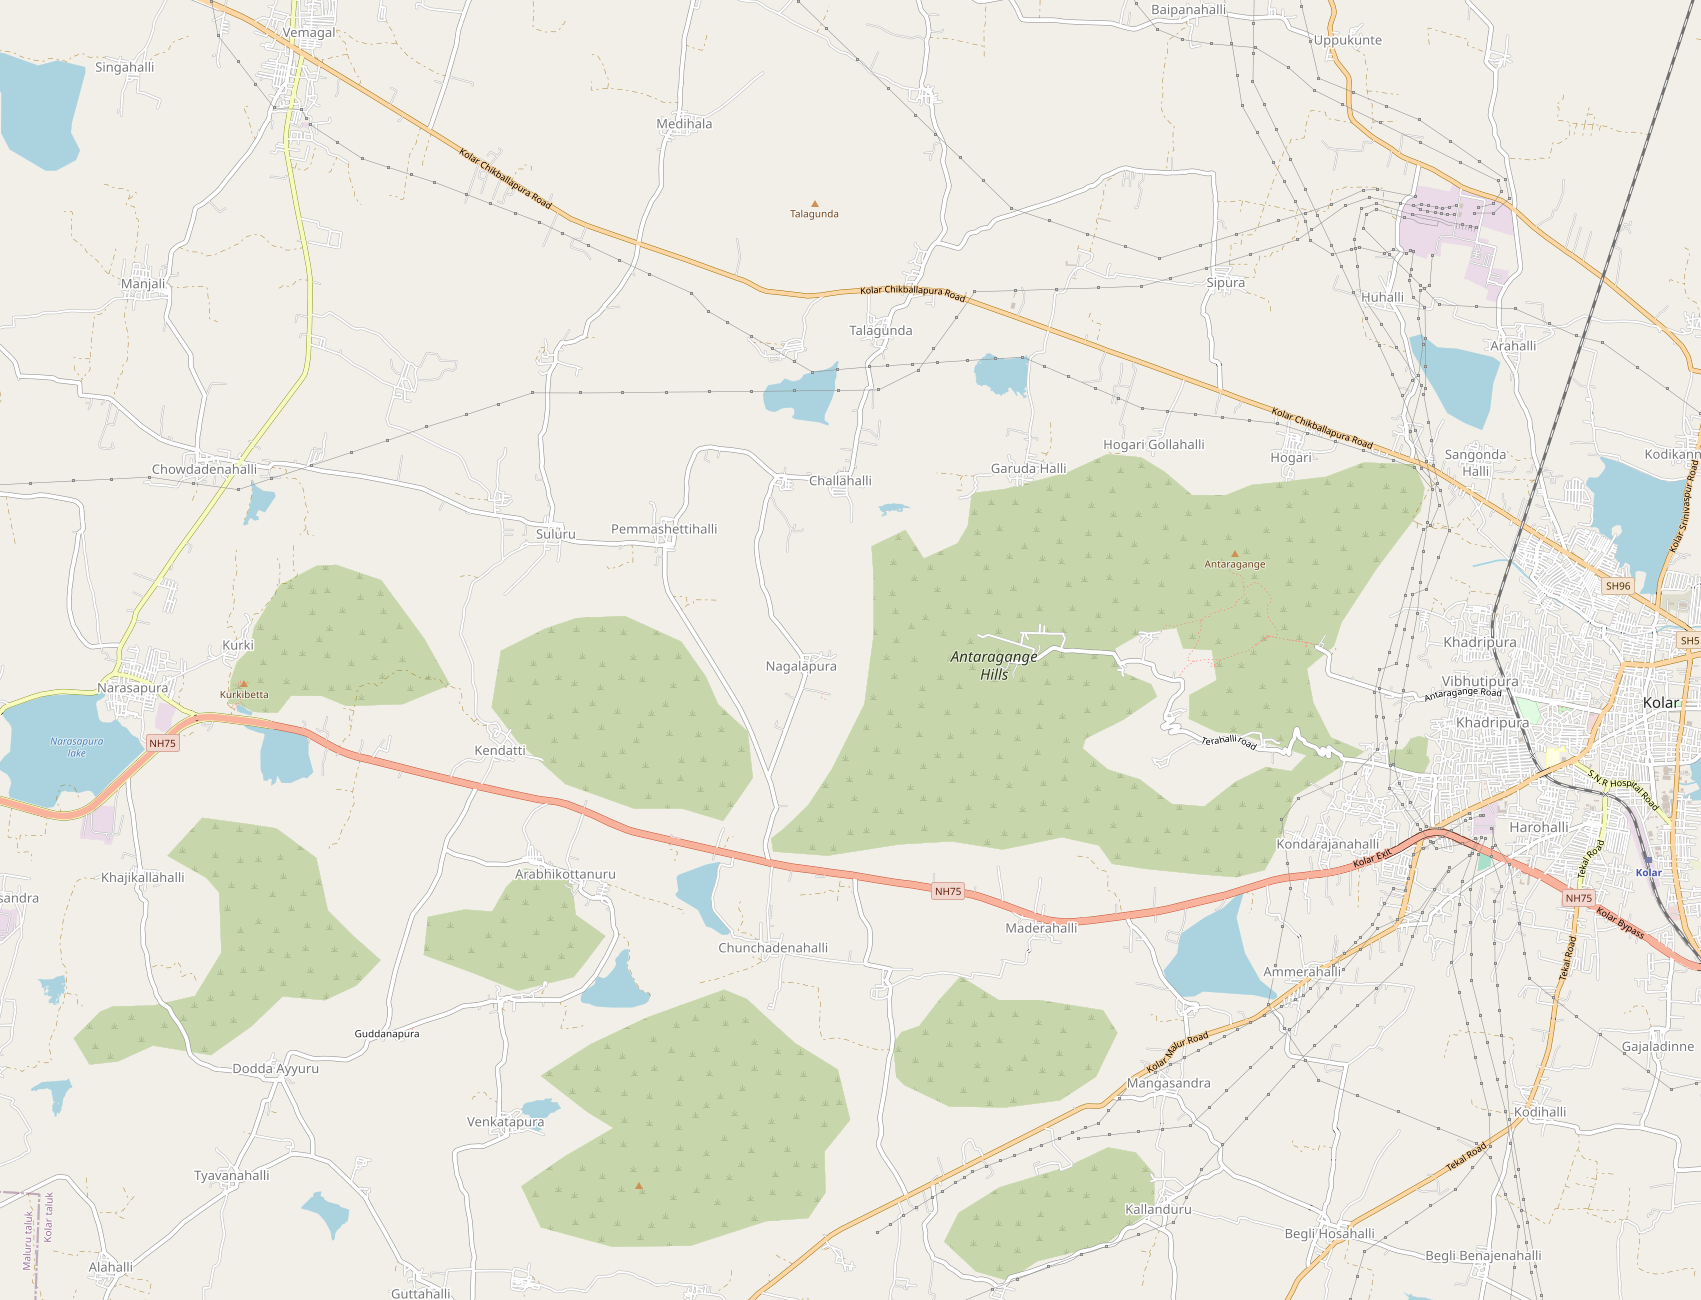 Baipanahalli
Vemagal
Uppukunte
Singahalli
Medihala
Kolar Chikballapura Road
Talagunda
Manjali
Sipura
Kolar Chikballapura Road
Huhalli
Talagunda
Arahalli
Kolar Chikballapura Road
Hogari Gollahalli
Hogari
Sangonda
Halli
Kodikann
Chowdadenahalli
Garuda Halli
Challahalli
Kolar Srinivaspur Road
Suluru
Pemmashettihalli
Antaragange
SH96
Kurki
Khadripura
SH5
Antaragange
Hills
Nagalapura
Narasapura
Kurkibetta
Vibhutipura
Antaragange Road
Kolar
Khadripura
Narasapura
lake
NH75
Kendatti
Terahalli road
S.N.R Hospital Road
Harohalli
Kondarajanahalli
Kolar Exit
Tekal Road
Kolar
Khajikallahalli
Arabhikottanuru
NH75
NH75
sandra
Kolar Bypass
Maderahalli
Chunchadenahalli
Tekal Road
Ammerahalli
Guddanapura
Kolar Malur Road
Gajaladinne
Dodda Ayyuru
Mangasandra
Kodihalli
Venkatapura
Tekal Road
Tyavanahalli
Maluru taluk
Kolar taluk
Kallanduru
Begli Hosahalli
Begli Benajenahalli
Alahalli
Guttahalli